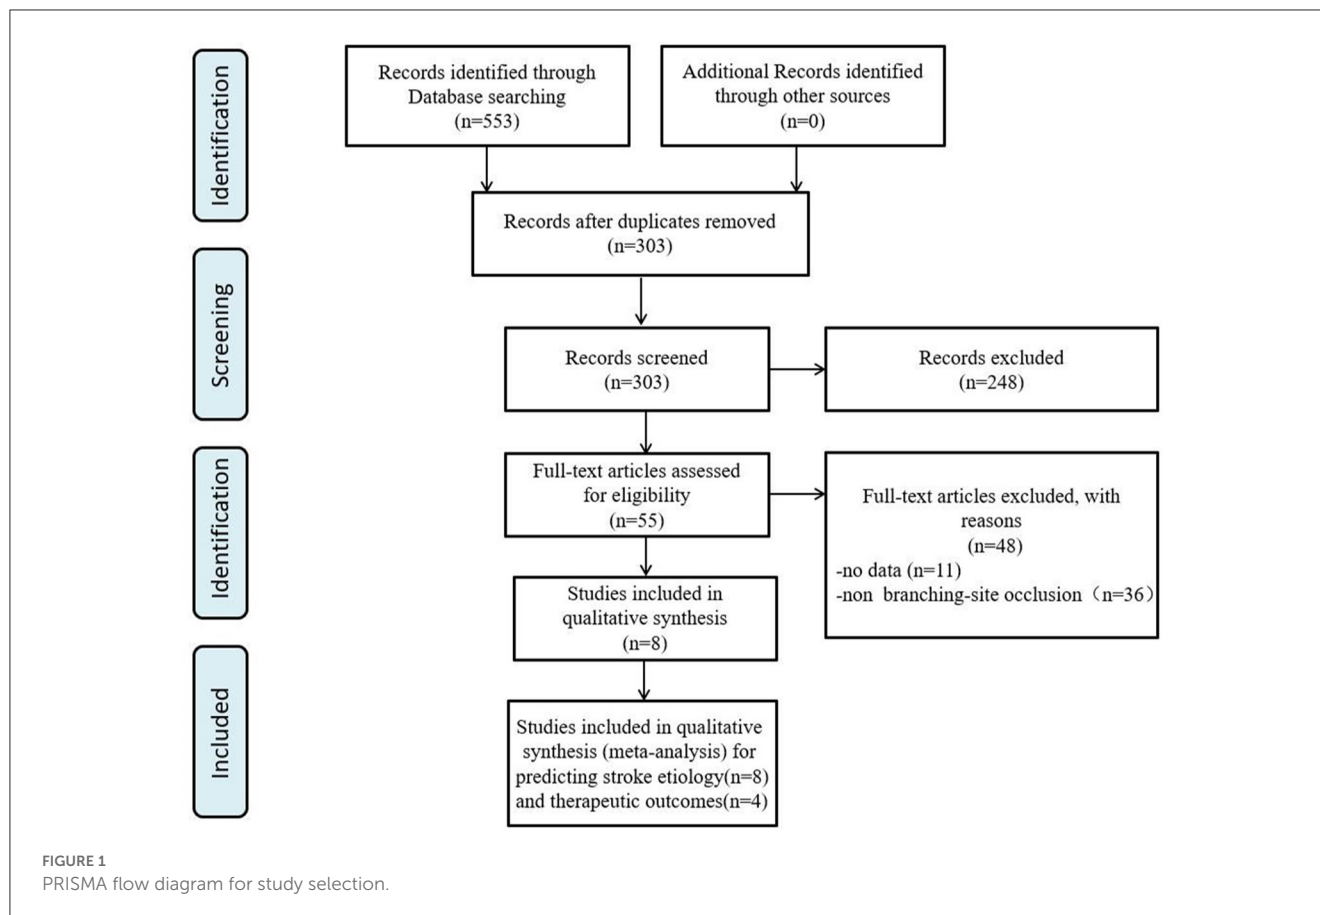 Identification
Records identified through
Database searching
(n=553)
Additional Records identified
through other sources
(n=0)
Records after duplicates removed
(n=303)
Screening
Records screened
(n=303)
Records excluded
(n=248)
Identification
Full-text articles assessed
for eligibility
(n=55)
Full-text articles excluded, with
reasons
(n=48)
-no data (n=11)
-non branching-site occlusion（n=36）
Studies included in
qualitative synthesis
(n=8)
Included
Studies included in qualitative
synthesis (meta-analysis) for
predicting stroke etiology(n=8)
and therapeutic outcomes(n=4)
FIGURE 1
PRISMA flow diagram for study selection.